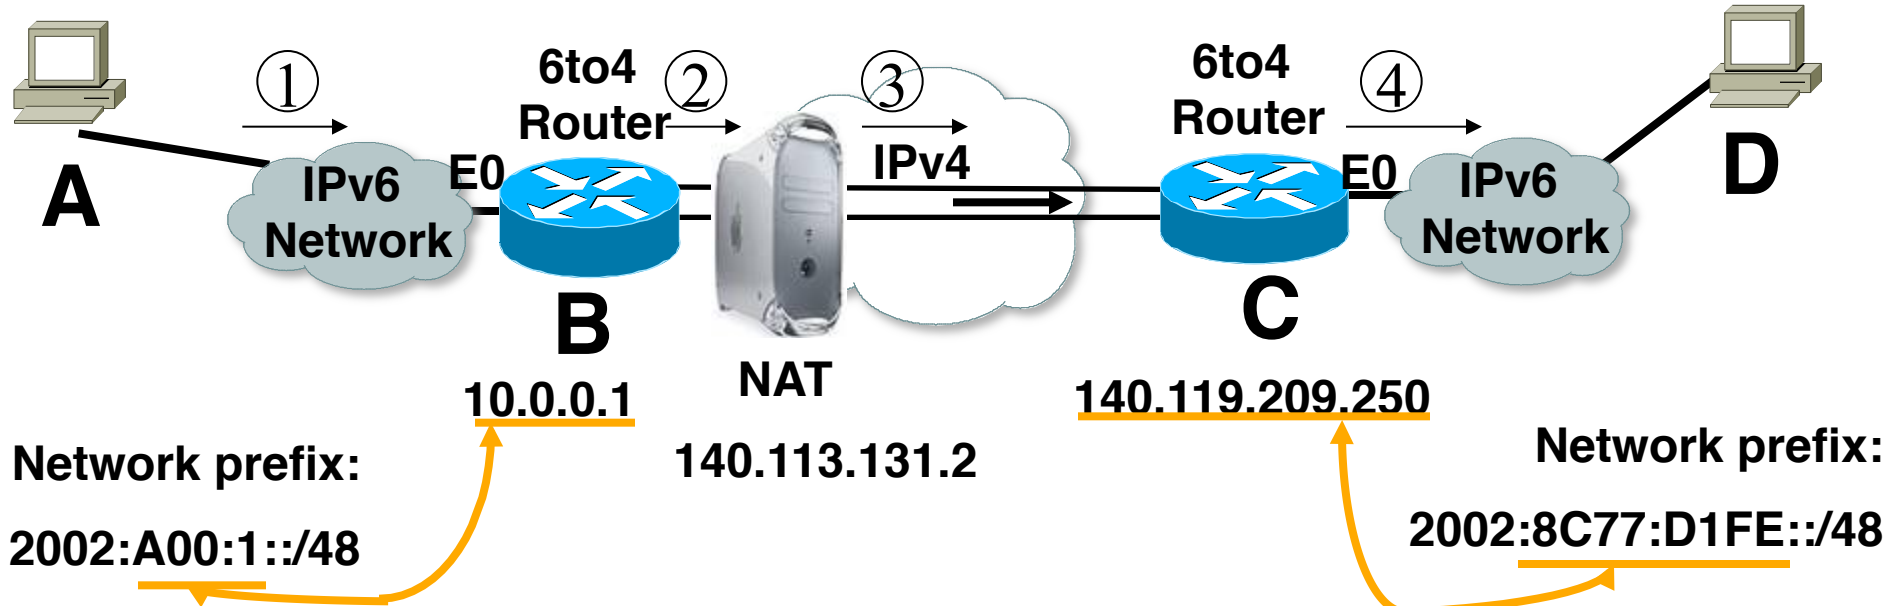 6to4
Router
①
②
③
6to4
Router
④
A
IPv6
Network
E0
IPv4
E0
IPv6
Network
D
B
C
NAT
10.0.0.1
140.119.209.250
140.113.131.2
Network prefix:
2002:A00:1::/48
Network prefix:
2002:8C77:D1FE::/48